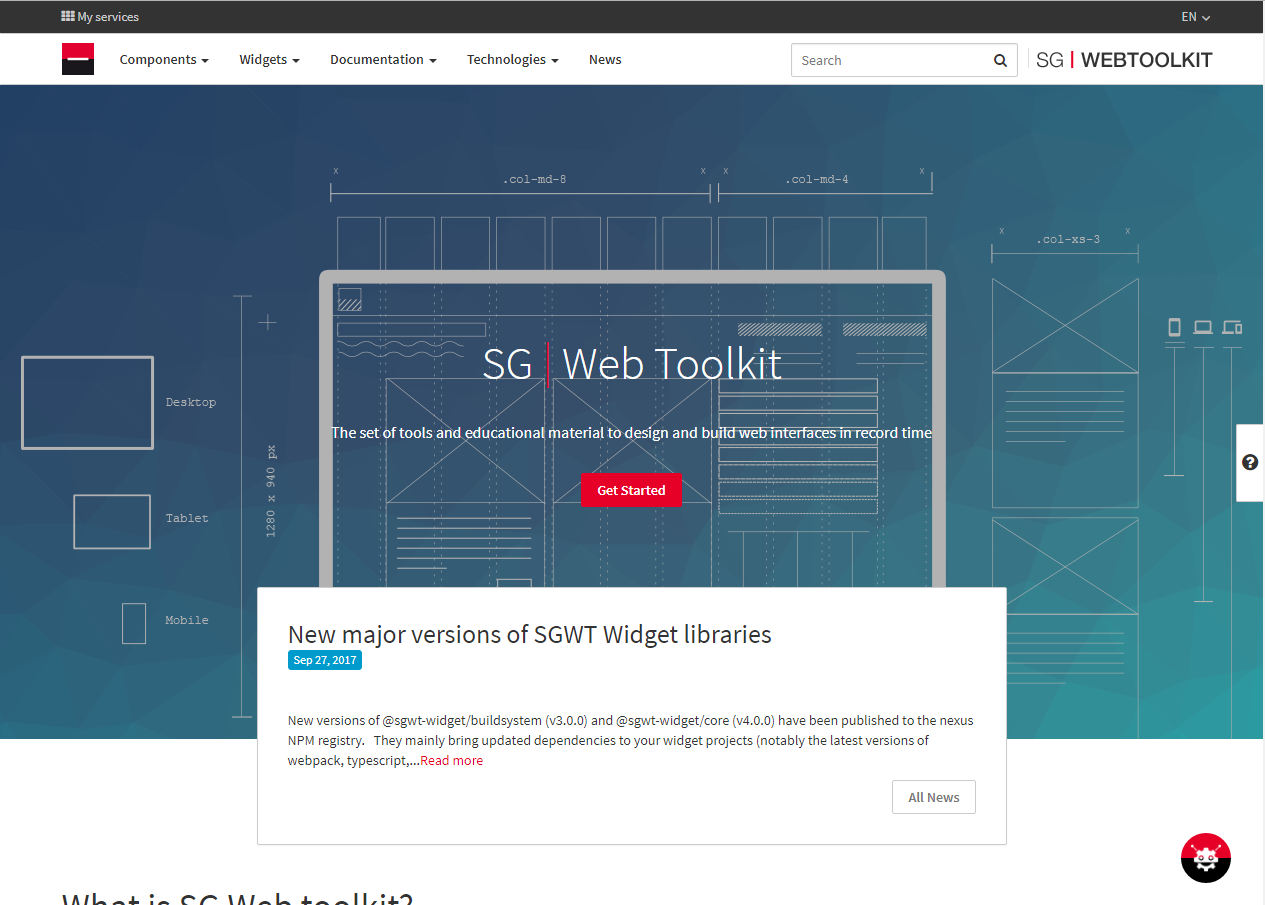 My services
EN
Components
Widgets
Documentation
Technologies
News
Search
SG | WEBTOOLKIT
x x x x
.col-md-8 .col-md-4
x x
.col-xs-3
SG | Web Toolkit
Desktop
The set of tools and educational material to design and build web interfaces in record time
1280 x 940 px
Get Started
Tablet
Mobile
New major versions of SGWT Widget libraries
Sep 27, 2017
New versions of @sgwt-widget/buildsystem (v3.0.0) and @sgwt-widget/core (v4.0.0) have been published to the nexus
NPM registry.   They mainly bring updated dependencies to your widget projects (notably the latest versions of
webpack, typescript,...Read more
All News
What is SG Web toolkit?